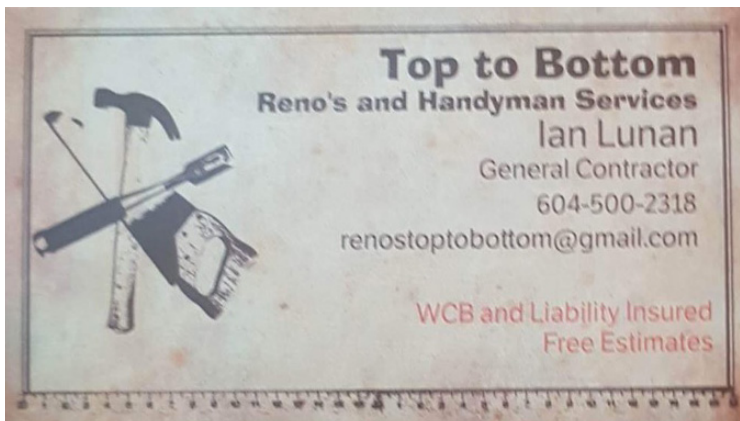 Top to Bottom
Reno's and Handyman Services
Ian Lunan
General Contractor
604-500-2318
renostoptobottom@gmail.com
WCB and Liability Insured
Free Estimates